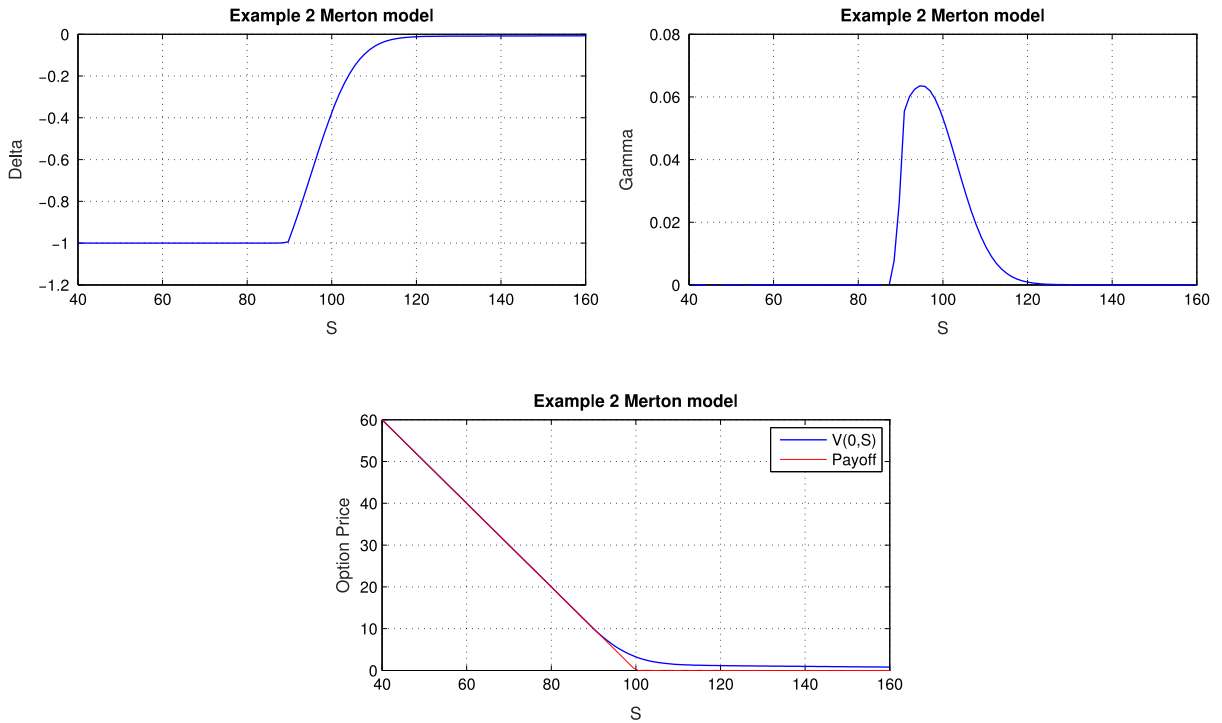 Example 2 Merton model
0
−0.2
−0.4
−0.6
−0.8
−1
−1.2
Delta
40 60 80 100 120 140 160
S
Example 2 Merton model
0.08
0.06
0.04
0.02
0
Gamma
40 60 80 100 120 140 160
S
Example 2 Merton model
60
50
40
30
20
10
0
Option Price
V(0,S)
Payoff
40 60 80 100 120 140 160
S